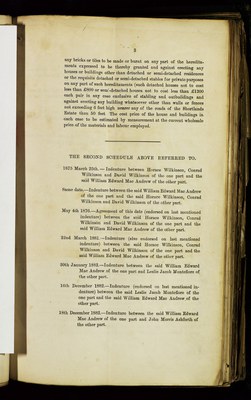 3
any bricks or tiles to be made or burnt on any part of the heredita-
ments expressed to be thereby granted and against erecting any
houses or buildings other than detached or semi-detached residences
or the requisite detached or semi-detached stables for private purposes
on any part of such hereditaments (such detached houses not to cost
less than £800 or semi-detached houses not to cost less than £1200
each pair in any case exclusive of stabling and outbuildings and
against erecting any building whatsoever other than walls or fences
not exceeding 6 feet high nearer any of the roads of the Shortlands
Estate than 30 feet The cost price of the house and buildings in
each case to be estimated by measurement at the current wholesale
price of the materials and labour employed.
THE SECOND SCHEDULE ABOVE REFERRED TO.
1875 March 25th.—Indenture between Horace Wilkinson, Conrad
Wilkinson and David Wilkinson of the one part and the
said William Edward Mac Andrew of the other part.
Same date.—Indenture between the said William Edward Mac Andrew
of the one part and the said Horace Wilkinson, Conrad
Wilkinson and David Wilkinson of the other part.
May 4th 1876.—Agreement of this date (endorsed on last mentioned
indenture) between the said Horace Wilkinson, Conrad
Wilkinson and David Wilkinson of the one part and the
said William Edward Mac Andrew of the other part.
22nd March 1882.—Indenture (also endorsed on last mentioned
indenture) between the said Horace Wilkinson, Conrad
Wilkinson and David Wilkinson of the one part and the
said William Edward Mac Andrew of the other part.
January 1882.—Indenture between the said William Edward
Mac Andrew of the one part and Leslie Jacob Montefiore of
the other part.
December 1882.—Indenture (endorsed on last mentioned in-
denture) between the said Leslie Jacob Montefiore of the
one part and the said William Edward Mac Andrew of the
other part.
18th December 1882.—Indenture between the said William Edward
Mac Andrew of the one part and John Morris Ashforth of
the other part.